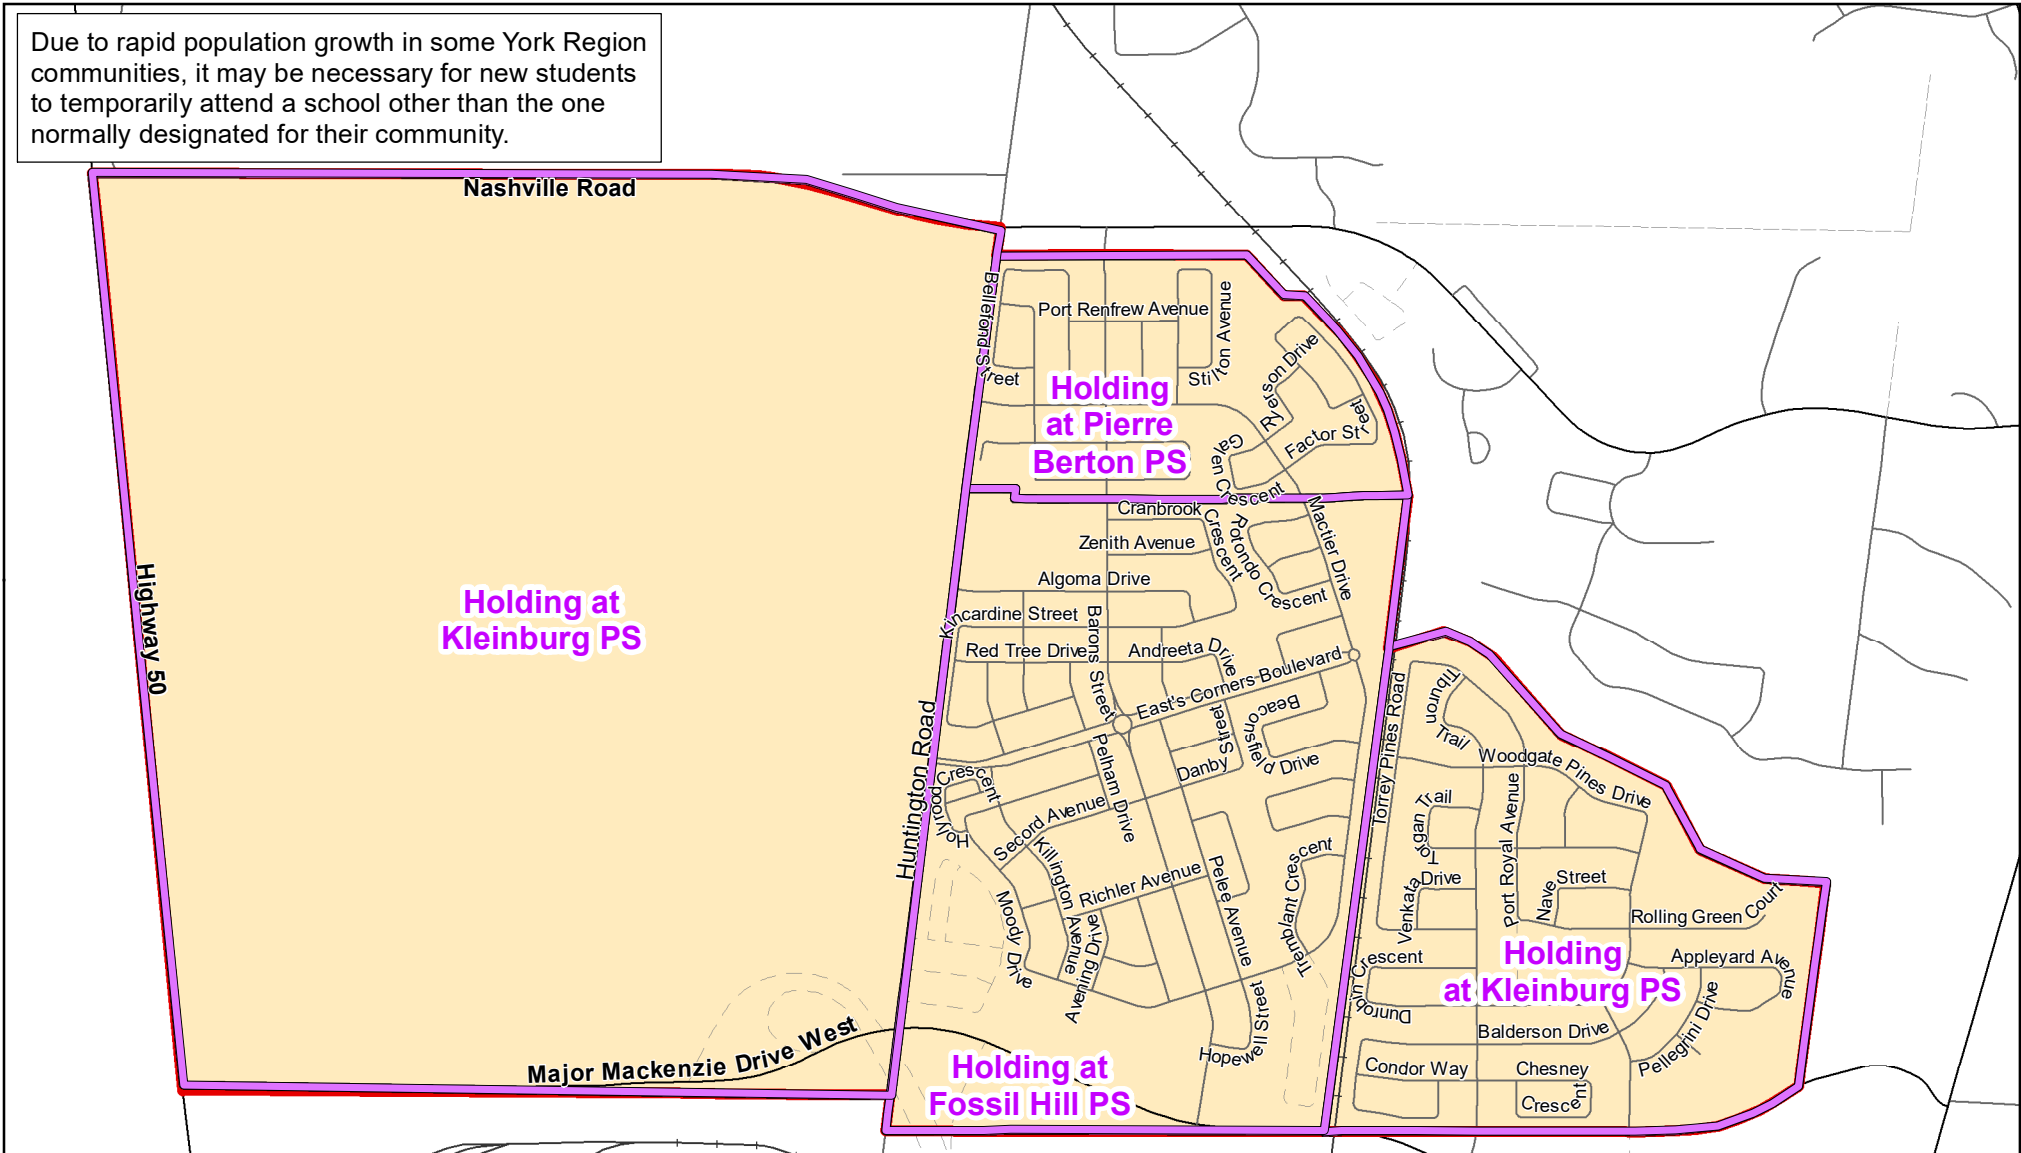 Due to rapid population growth in some York Region
communities, it may be necessary for new students
to temporarily attend a school other than the one
normally designated for their community.
Nashville Road
Bellefond Street
Port Renfrew Avenue
Stilton Avenue
Ryerson Drive
Factor Street
Galen Crescent
Holding
at Pierre
Berton PS
Cranbrook Crescent
Mactier Drive
Rotondo Crescent
Zenith Avenue
Algoma Drive
Highway 50
Holding at
Kleinburg PS
Kincardine Street
Barons Street
Red Tree Drive
Andreeta Drive
East's Corners Boulevard
Beaconsfield Drive
Danby Street
Pelham Drive
Huntington Road
Holyrood Crescent
Secord Avenue
Killington Avenue
Richler Avenue
Pelee Avenue
Tremblant Crescent
Moody Drive
Avening Drive
Hopewell Street
Torrey Pines Road
Tiburon Trail
Woodgate Pines Drive
Port Royal Avenue
Torgan Trail
Venkata Drive
Nave Street
Rolling Green Court
Holding
at Kleinburg PS
Appleyard Avenue
Dunrobin Crescent
Balderson Drive
Pellegrini Drive
Condor Way
Chesney
Crescent
Major Mackenzie Drive West
Holding at
Fossil Hill PS